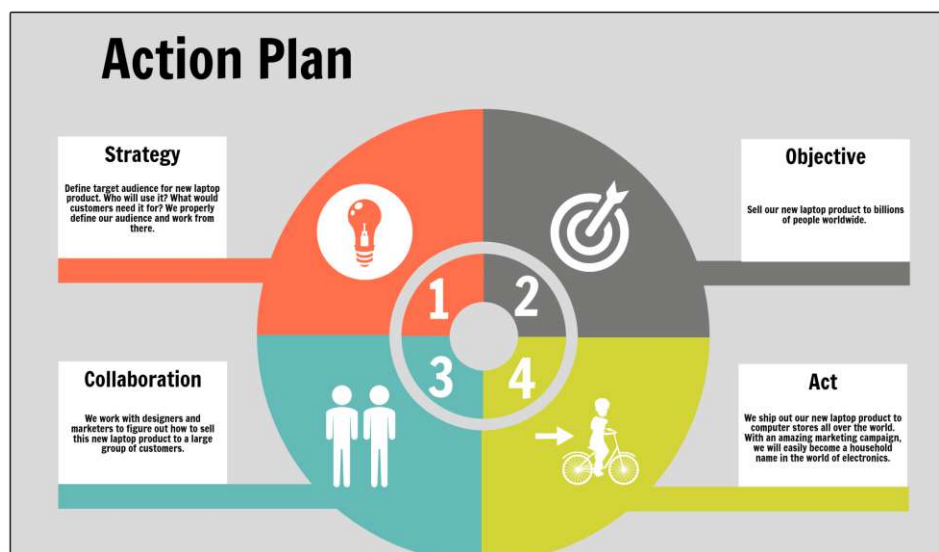 Action Plan
Strategy
Define target audience for new laptop
product. Who will use it? What would
customers need it for? We properly
define our audience and work from
there.
Objective
Sell our new laptop product to billions
of people worldwide.
1
2
3
4
Collaboration
We work with designers and
marketers to figure out how to sell
this new laptop product to a large
group of customers.
Act
We ship out our new laptop product to
computer stores all over the world.
With an amazing marketing campaign,
we will easily become a household
name in the world of electronics.